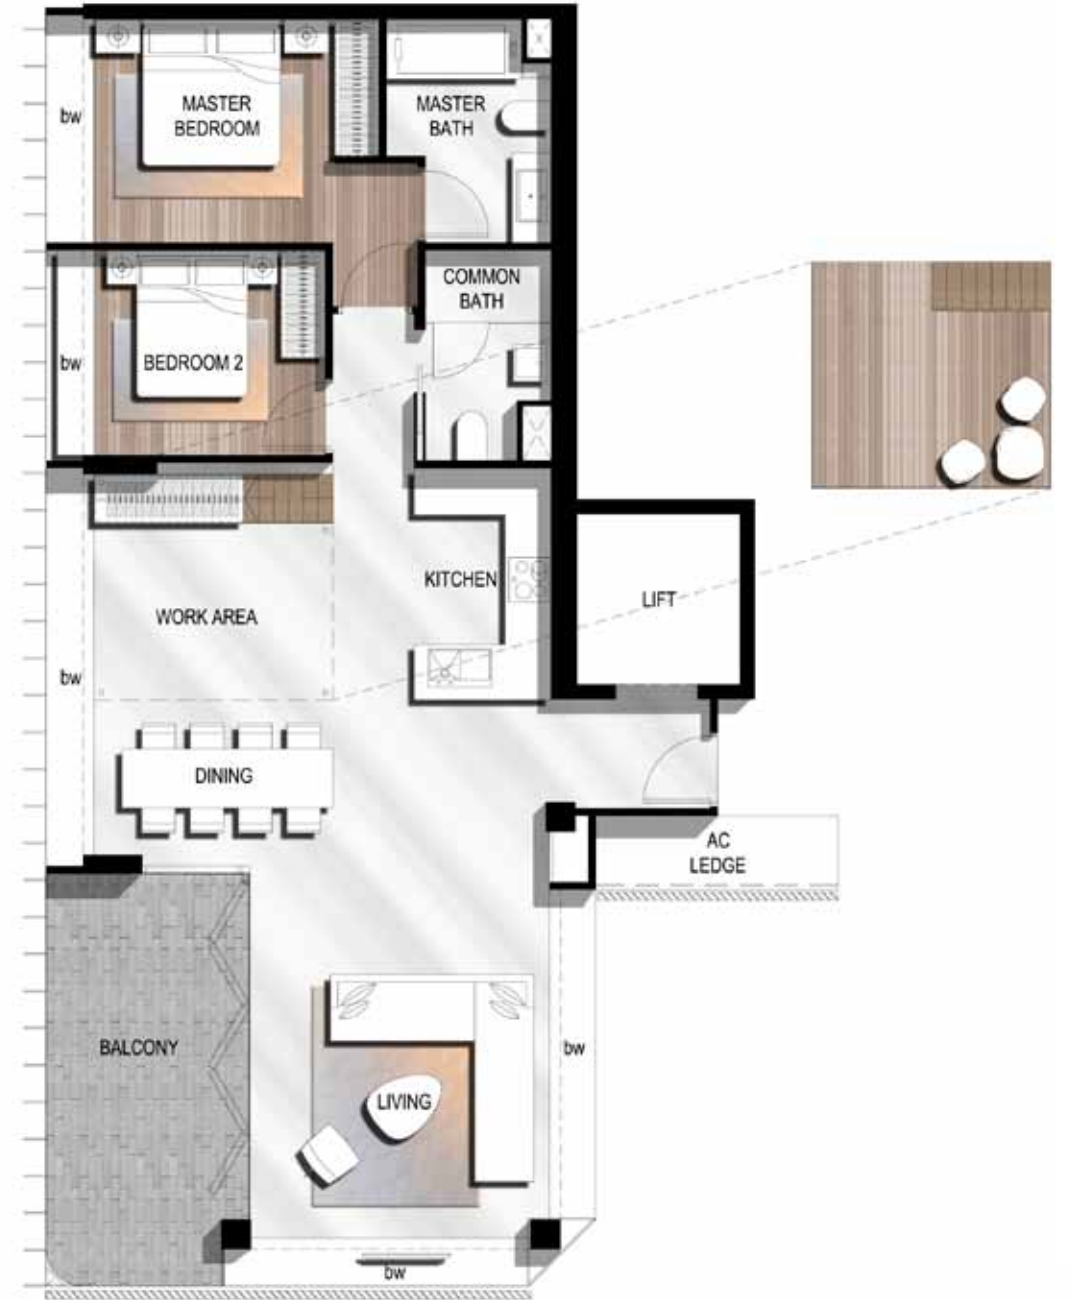 bw
MASTER
BEDROOM
MASTER
BATH
COMMON
BATH
bw
BEDROOM 2
KITCHEN
LIFT
WORK AREA
bw
DINING
AC
LEDGE
BALCONY
bw
LIVING
bw